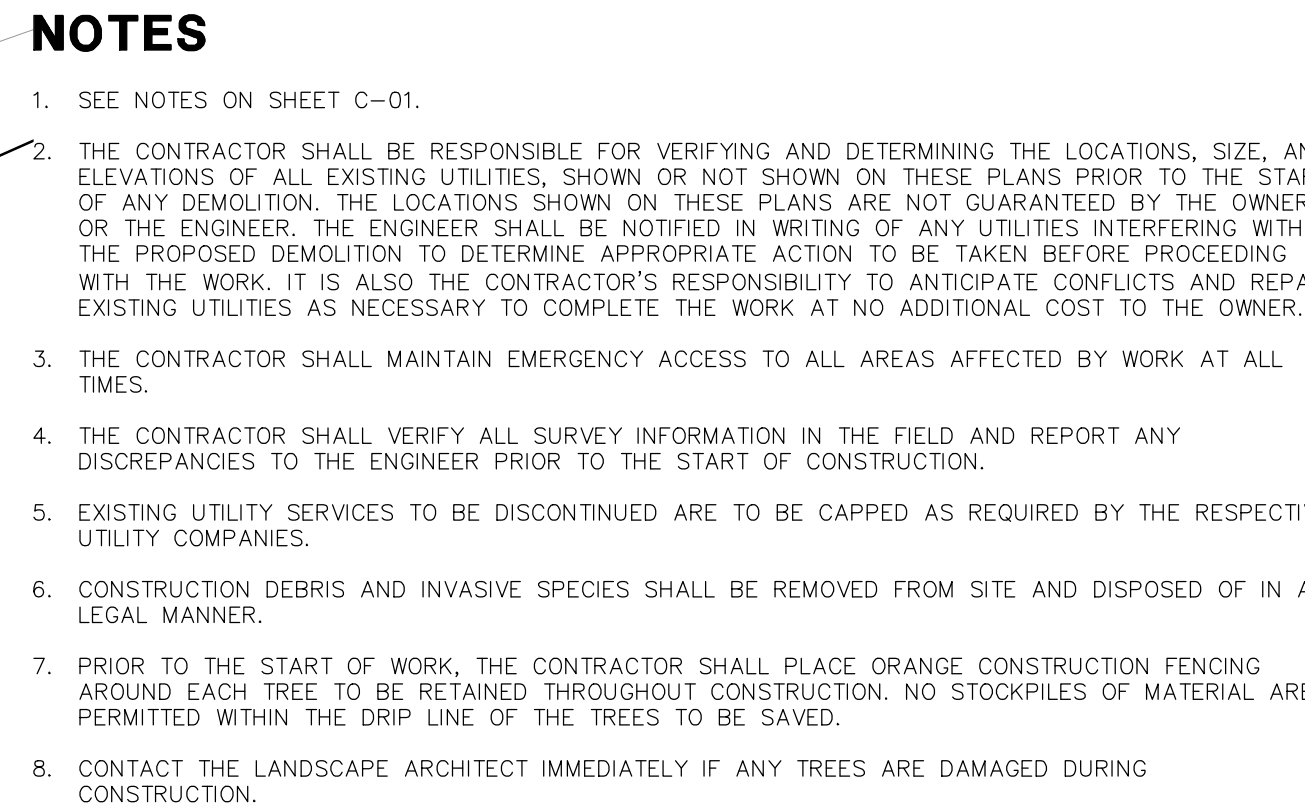 NOTES
1. SEE NOTES ON SHEET C-01.
2. THE CONTRACTOR SHALL BE RESPONSIBLE FOR VERIFYING AND DETERMINING THE LOCATIONS, SIZE,
ELEVATIONS OF ALL EXISTING UTILITIES, SHOWN OR NOT SHOWN ON THESE PLANS PRIOR TO THE
OF ANY DEMOLITION. THE LOCATIONS SHOWN ON THESE PLANS ARE NOT GUARANTEED BY THE OWNER
OR THE ENGINEER. THE ENGINEER SHALL BE NOTIFIED IN WRITING OF ANY UTILITIES INTERFERING WITH
THE PROPOSED DEMOLITION TO DETERMINE APPROPRIATE ACTION TO BE TAKEN BEFORE PROCEEDING
WITH THE WORK. IT IS ALSO THE CONTRACTOR'S RESPONSIBILITY TO ANTICIPATE CONFLICTS AND
EXISTING UTILITIES AS NECESSARY TO COMPLETE THE WORK AT NO ADDITIONAL COST TO THE OWNER.
3. THE CONTRACTOR SHALL MAINTAIN EMERGENCY ACCESS TO ALL AREAS AFFECTED BY WORK AT ALL
TIMES.
4. THE CONTRACTOR SHALL VERIFY ALL SURVEY INFORMATION IN THE FIELD AND REPORT ANY
DISCREPANCIES TO THE ENGINEER PRIOR TO THE START OF CONSTRUCTION.
5. EXISTING UTILITY SERVICES TO BE DISCONTINUED ARE TO BE CAPPED AS REQUIRED BY THE
UTILITY COMPANIES.
6. CONSTRUCTION DEBRIS AND INVASIVE SPECIES SHALL BE REMOVED FROM SITE AND DISPOSED OF IN A
LEGAL MANNER.
7. PRIOR TO THE START OF WORK, THE CONTRACTOR SHALL PLACE ORANGE CONSTRUCTION FENCING
AROUND EACH TREE TO BE RETAINED THROUGHOUT CONSTRUCTION. NO STOCKPILES OF MATERIAL ARE
PERMITTED WITHIN THE DRIP LINE OF THE TREES TO BE SAVED.
8. CONTACT THE LANDSCAPE ARCHITECT IMMEDIATELY IF ANY TREES ARE DAMAGED DURING
CONSTRUCTION.